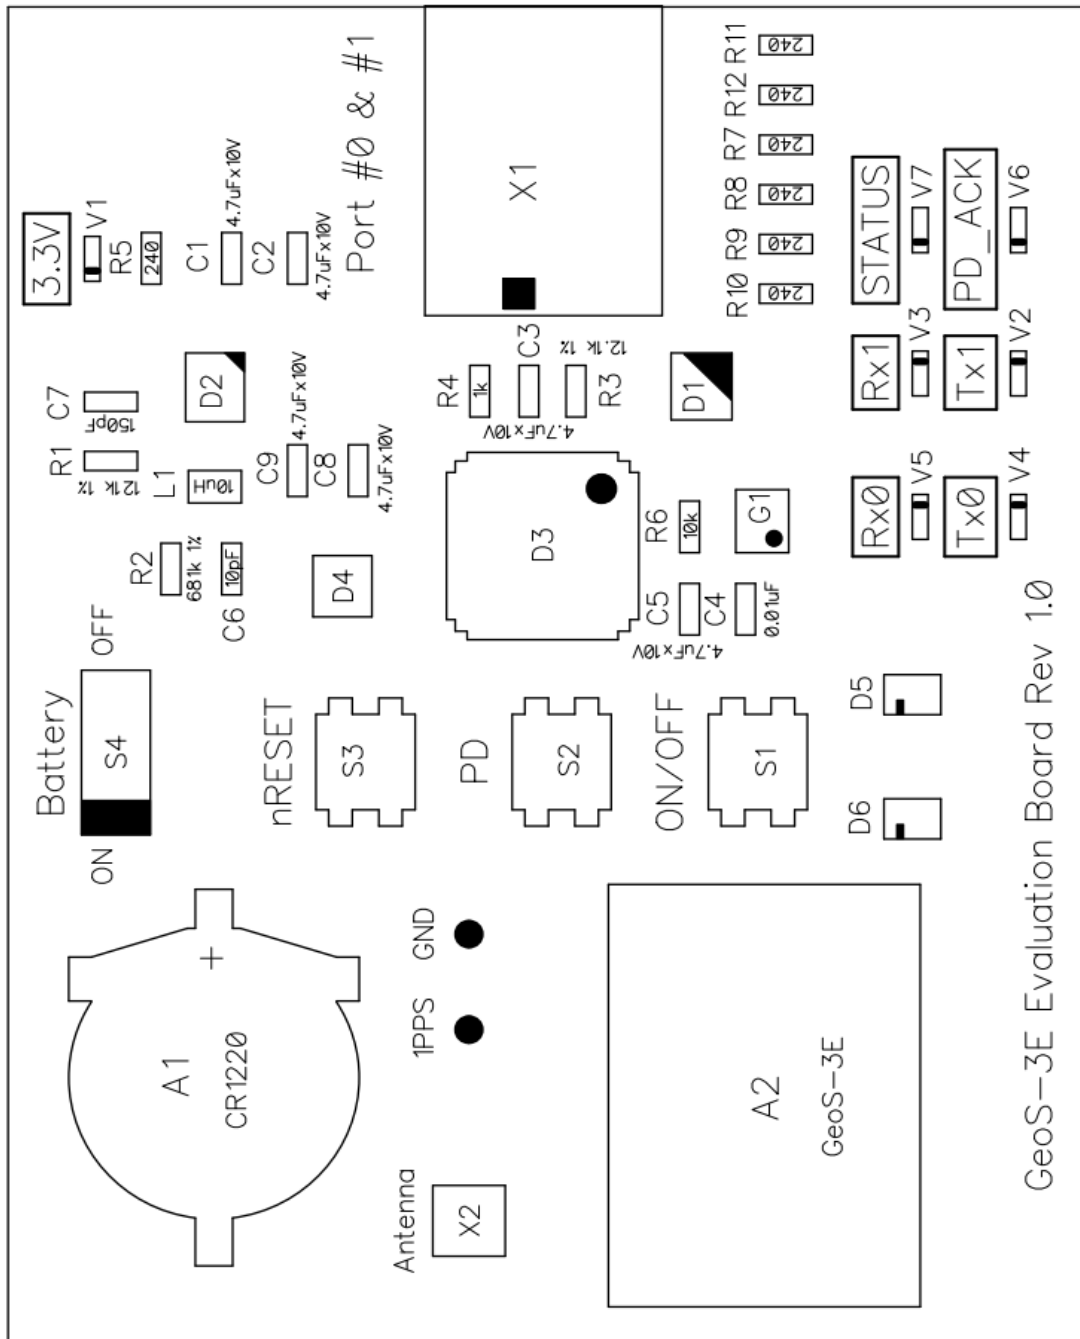 Port #0 & #1
X1
R11
240
R12
240
R7
240
R8
240
R9
240
R10
240
3.3V
V1
R5
240
C1
4.7uFx10V
C2
4.7uFx10V
STATUS
V7
PD_ACK
V6
Rx1
V3
Tx1
V2
Rx0
V5
Tx0
V4
C7
150pF
R1
121k 1%
D2
L1
10uH
C9
4.7uFx10V
C8
4.7uFx10V
R4
1k
C3
4.7uFx10V
R3
12.1k 1%
D1
R2
681k 1%
C6
10pF
D4
D3
R6
10k
G1
C5
4.7uFx10V
C4
0.01uF
Battery
OFF
S4
ON
nRESET
S3
PD
S2
ON/OFF
S1
D5
D6
+
A1
CR1220
GND
1PPS
Antenna
X2
A2
GeoS-3E
GeoS-3E Evaluation Board Rev 1.0